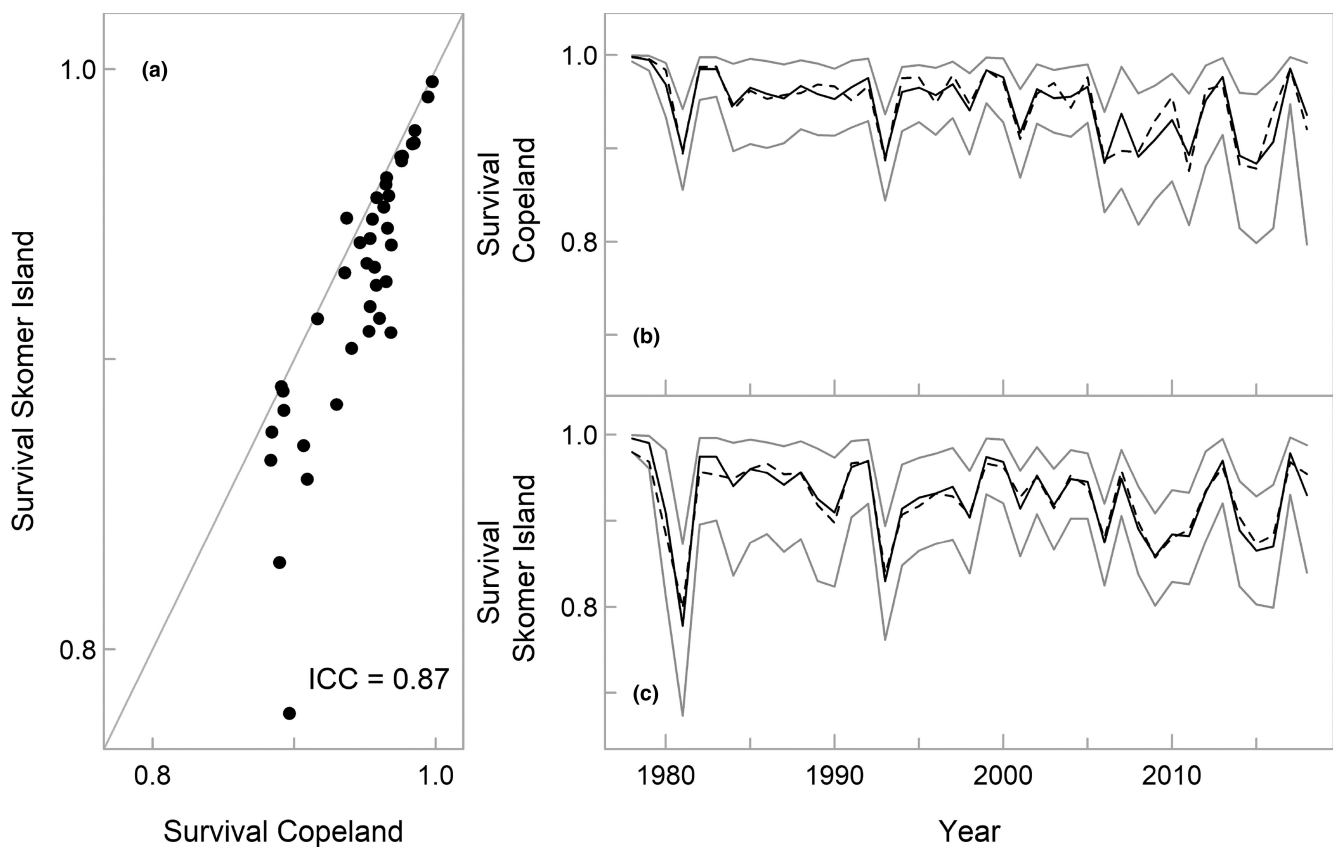 (a)
1.0
0.8
Survival Skomer Island
ICC = 0.87
0.8
1.0
Survival Copeland
Survival
Copeland
1.0
0.8
(b)
Survival
Skomer Island
1.0
0.8
(c)
1980
1990
2000
2010
Year